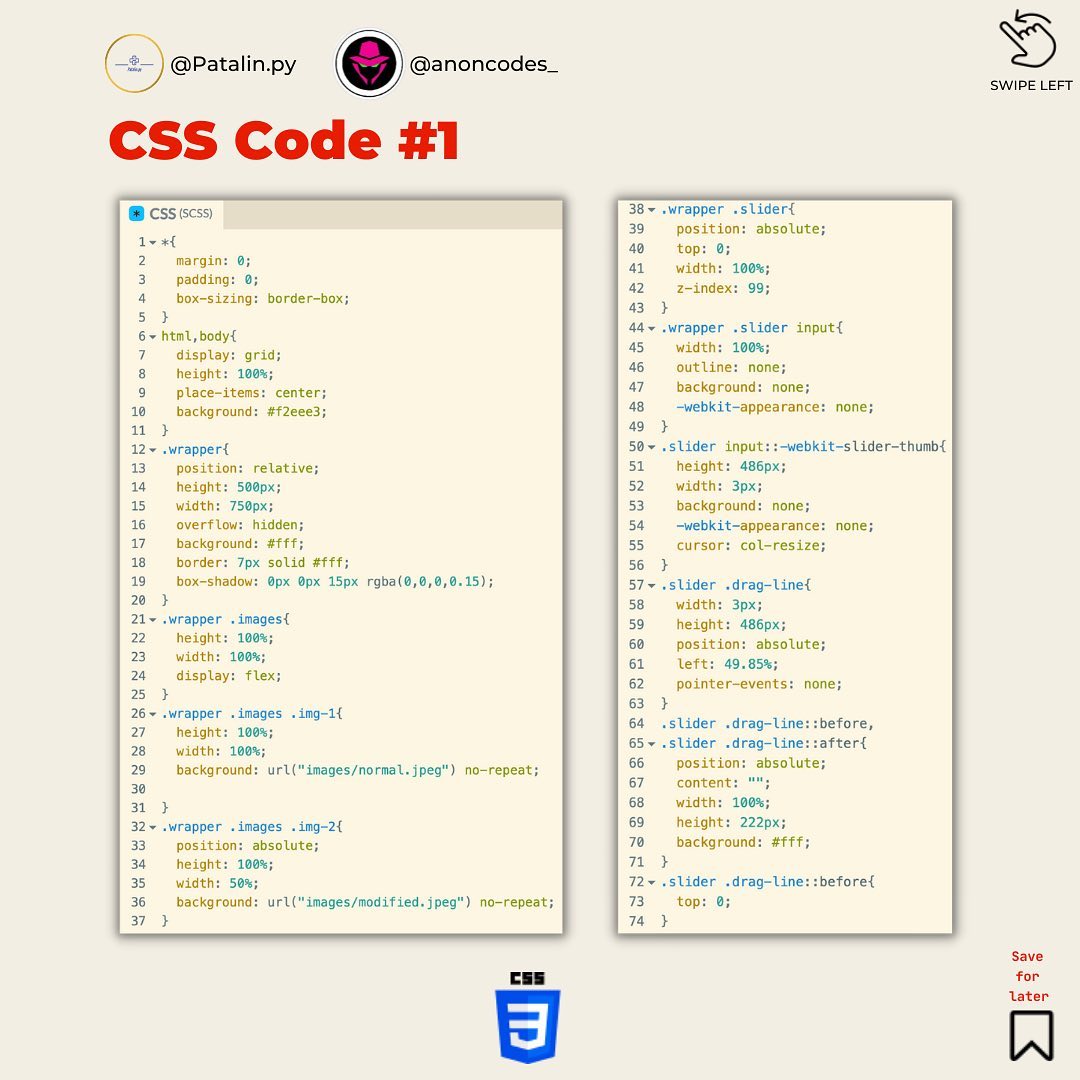 @Patalin.py
@anoncodes_
SWIPE LEFT
CSS Code #1
* CSS (SCSS)
1 *{
2 margin: 0;
3 padding: 0;
4 box-sizing: border-box;
5 }
6 html,body{
7 display: grid;
8 height: 100%;
9 place-items: center;
10 background: #f2eee3;
11 }
12 .wrapper{
13 position: relative;
14 height: 500px;
15 width: 750px;
16 overflow: hidden;
17 background: #fff;
18 border: 7px solid #fff;
19 box-shadow: 0px 0px 15px rgba(0,0,0,0.15);
20 }
21 .wrapper .images{
22 height: 100%;
23 width: 100%;
24 display: flex;
25 }
26 .wrapper .images .img-1{
27 height: 100%;
28 width: 100%;
29 background: url("images/normal.jpeg") no-repeat;
30
31 }
32 .wrapper .images .img-2{
33 position: absolute;
34 height: 100%;
35 width: 50%;
36 background: url("images/modified.jpeg") no-repeat;
37 }
38 .wrapper .slider{
39 position: absolute;
40 top: 0;
41 width: 100%;
42 z-index: 99;
43 }
44 .wrapper .slider input{
45 width: 100%;
46 outline: none;
47 background: none;
48 -webkit-appearance: none;
49 }
50 .slider input::-webkit-slider-thumb{
51 height: 486px;
52 width: 3px;
53 background: none;
54 -webkit-appearance: none;
55 cursor: col-resize;
56 }
57 .slider .drag-line{
58 width: 3px;
59 height: 486px;
60 position: absolute;
61 left: 49.85%;
62 pointer-events: none;
63 }
64 .slider .drag-line::before,
65 .slider .drag-line::after{
66 position: absolute;
67 content: "";
68 width: 100%;
69 height: 222px;
70 background: #fff;
71 }
72 .slider .drag-line::before{
73 top: 0;
74 }
CSS
3
Save
for
later